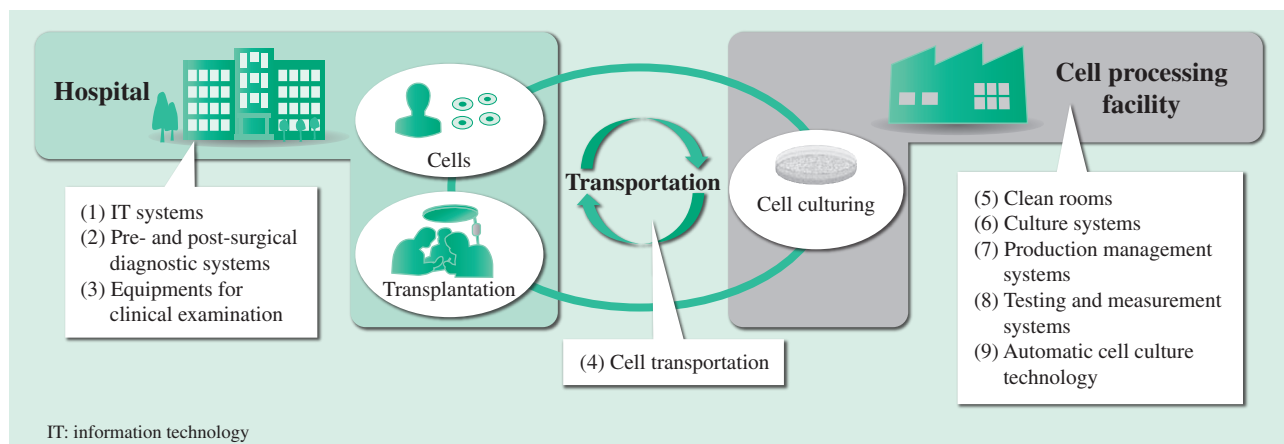 Hospital
Cells
Transplantation
(1) IT systems
(2) Pre- and post-surgical
diagnostic systems
(3) Equipments for
clinical examination
Transportation
(4) Cell transportation
Cell processing
facility
Cell culturing
(5) Clean rooms
(6) Culture systems
(7) Production management
systems
(8) Testing and measurement
systems
(9) Automatic cell culture
technology
IT: information technology